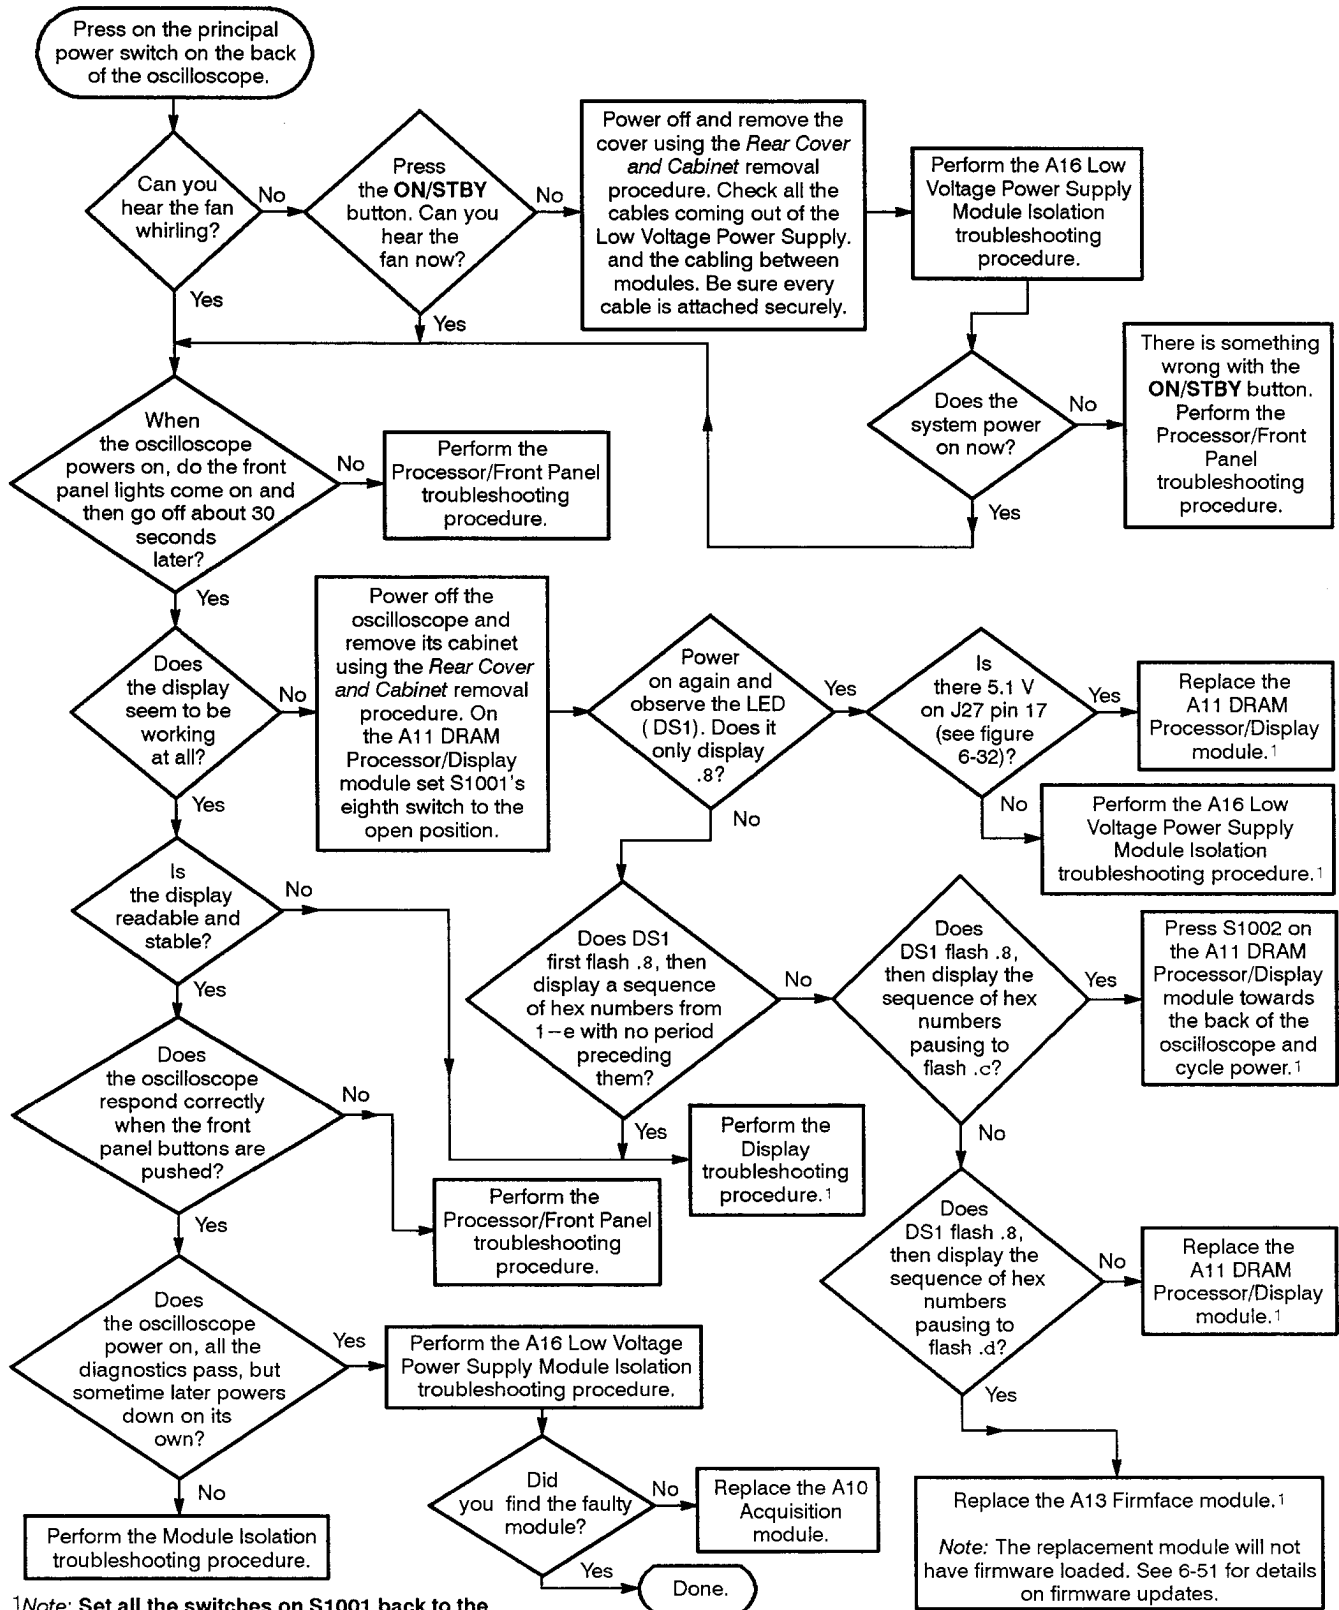 Press on the principal
power switch on the back
of the oscilloscope.
Can you
hear the fan
whirling?
No
Yes
Press
the ON/STBY
button. Can you
hear the
fan now?
No
Yes
Power off and remove the
cover using the Rear Cover
and Cabinet removal
procedure. Check all the
cables coming out of the
Low Voltage Power Supply.
and the cabling between
modules. Be sure every
cable is attached securely.
Perform the A16 Low
Voltage Power Supply
Module Isolation
troubleshooting
procedure.
Does the
system power
on now?
No
Yes
There is something
wrong with the
ON/STBY button.
Perform the
Processor/Front
Panel
troubleshooting
procedure.
When
the oscilloscope
powers on, do the front
panel lights come on and
then go off about 30
seconds
later?
No
Yes
Perform the
Processor/Front Panel
troubleshooting
procedure.
Does
the display
seem to be
working
at all?
No
Yes
Power off the
oscilloscope and
remove its cabinet
using the Rear Cover
and Cabinet removal
procedure. On
the A11 DRAM
Processor/Display
module set S1001's
eighth switch to the
open position.
Power
on again and
observe the LED
(DS1). Does it
only display
.8?
Yes
No
Is
there 5.1 V
on J27 pin 17
(see figure
6-32)?
Yes
No
Replace the
A11 DRAM
Processor/Display
module.1
Perform the A16 Low
Voltage Power Supply
Module Isolation
troubleshooting procedure.1
Is
the display
readable and
stable?
No
Yes
Does DS1
first flash .8, then
display a sequence
of hex numbers from
1–e with no period
preceding
them?
No
Yes
Does
DS1 flash .8,
then display the
sequence of hex
numbers
pausing to
flash .c?
Yes
No
Press S1002 on
the A11 DRAM
Processor/Display
module towards
the back of the
oscilloscope and
cycle power.1
Does
the oscilloscope
respond correctly
when the front
panel buttons are
pushed?
No
Yes
Perform the
Display
troubleshooting
procedure.1
Perform the
Processor/Front Panel
troubleshooting
procedure.
Does
DS1 flash .8,
then display the
sequence of hex
numbers
pausing to
flash .d?
No
Yes
Replace the
A11 DRAM
Processor/Display
module.1
Does
the oscilloscope
power on, all the
diagnostics pass, but
sometime later powers
down on its
own?
Yes
No
Perform the A16 Low Voltage
Power Supply Module Isolation
troubleshooting procedure.
Did
you find the faulty
module?
No
Yes
Replace the A10
Acquisition
module.
Done.
Replace the A13 Firmface module.1
Note: The replacement module will not
have firmware loaded. See 6-51 for details
on firmware updates.
Perform the Module Isolation
troubleshooting procedure.
1Note: Set all the switches on S1001 back to the